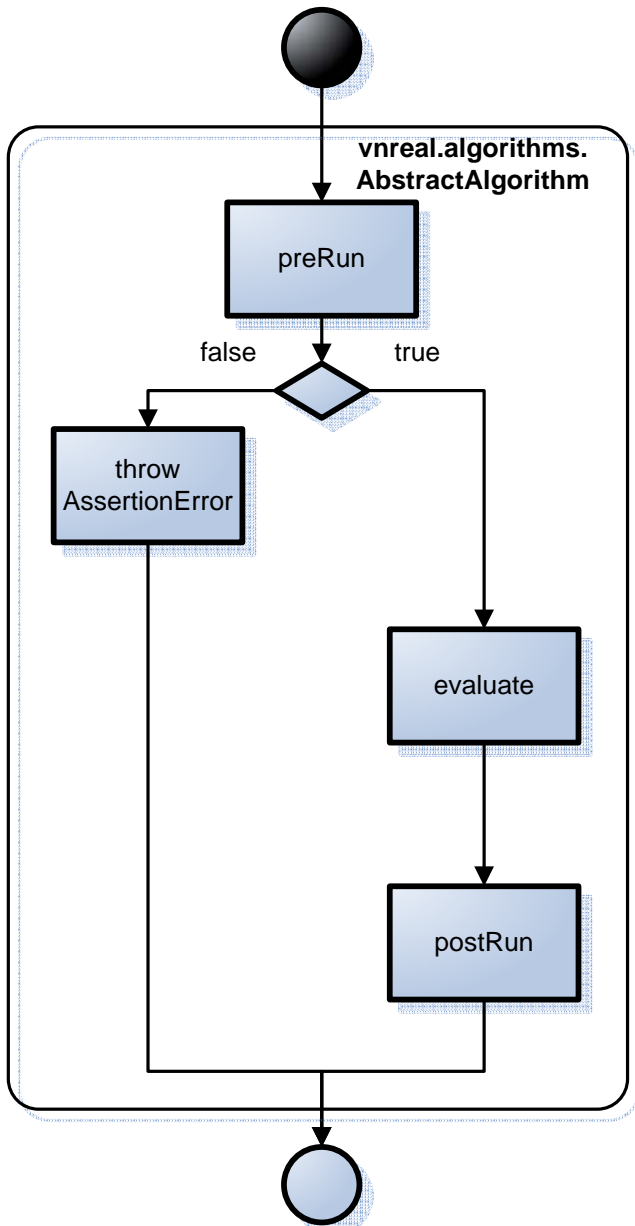 vnreal.algorithms.
AbstractAlgorithm
preRun
false
true
throw
AssertionError
evaluate
postRun